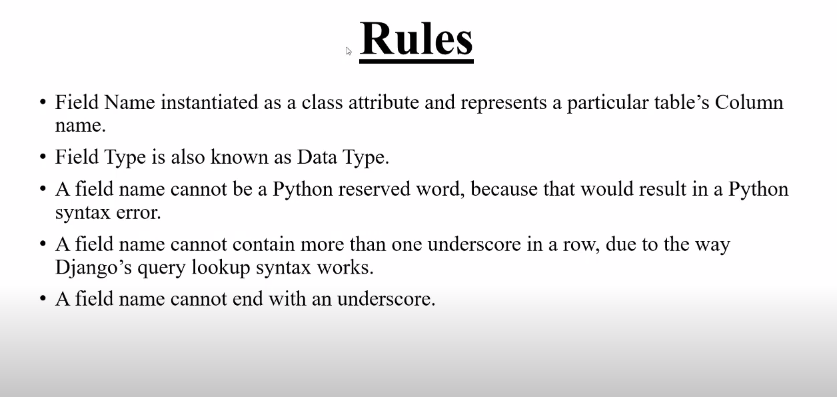 Rules
• Field Name instantiated as a class attribute and represents a particular table’s Column
name.
• Field Type is also known as Data Type.
• A field name cannot be a Python reserved word, because that would result in a Python
syntax error.
• A field name cannot contain more than one underscore in a row, due to the way
Django’s query lookup syntax works.
• A field name cannot end with an underscore.